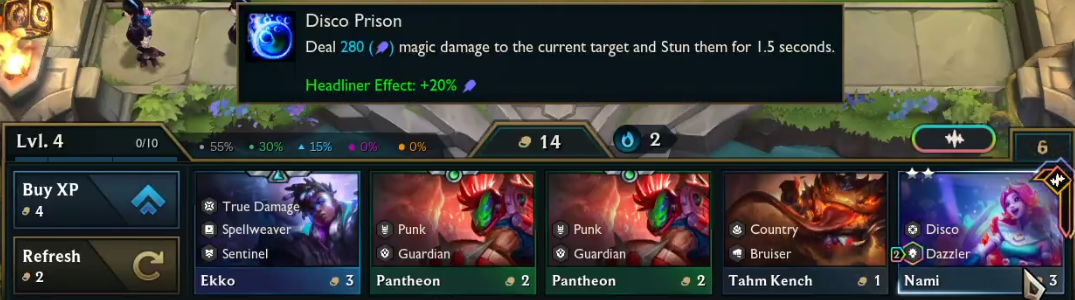 Disco Prison
Deal 280 ( ) magic damage to the current target and Stun them for 1.5 seconds.
Headliner Effect: +20%
Lvl. 4 0/10 55% 30% 15% 0% 0% 14 2 6
Buy XP
4
Refresh
2
True Damage
Spellweaver
Sentinel
Ekko 3
Punk
Guardian
Pantheon 2
Punk
Guardian
Pantheon 2
Country
Bruiser
Tahm Kench 1
Disco
2 Dazzler
Nami 3